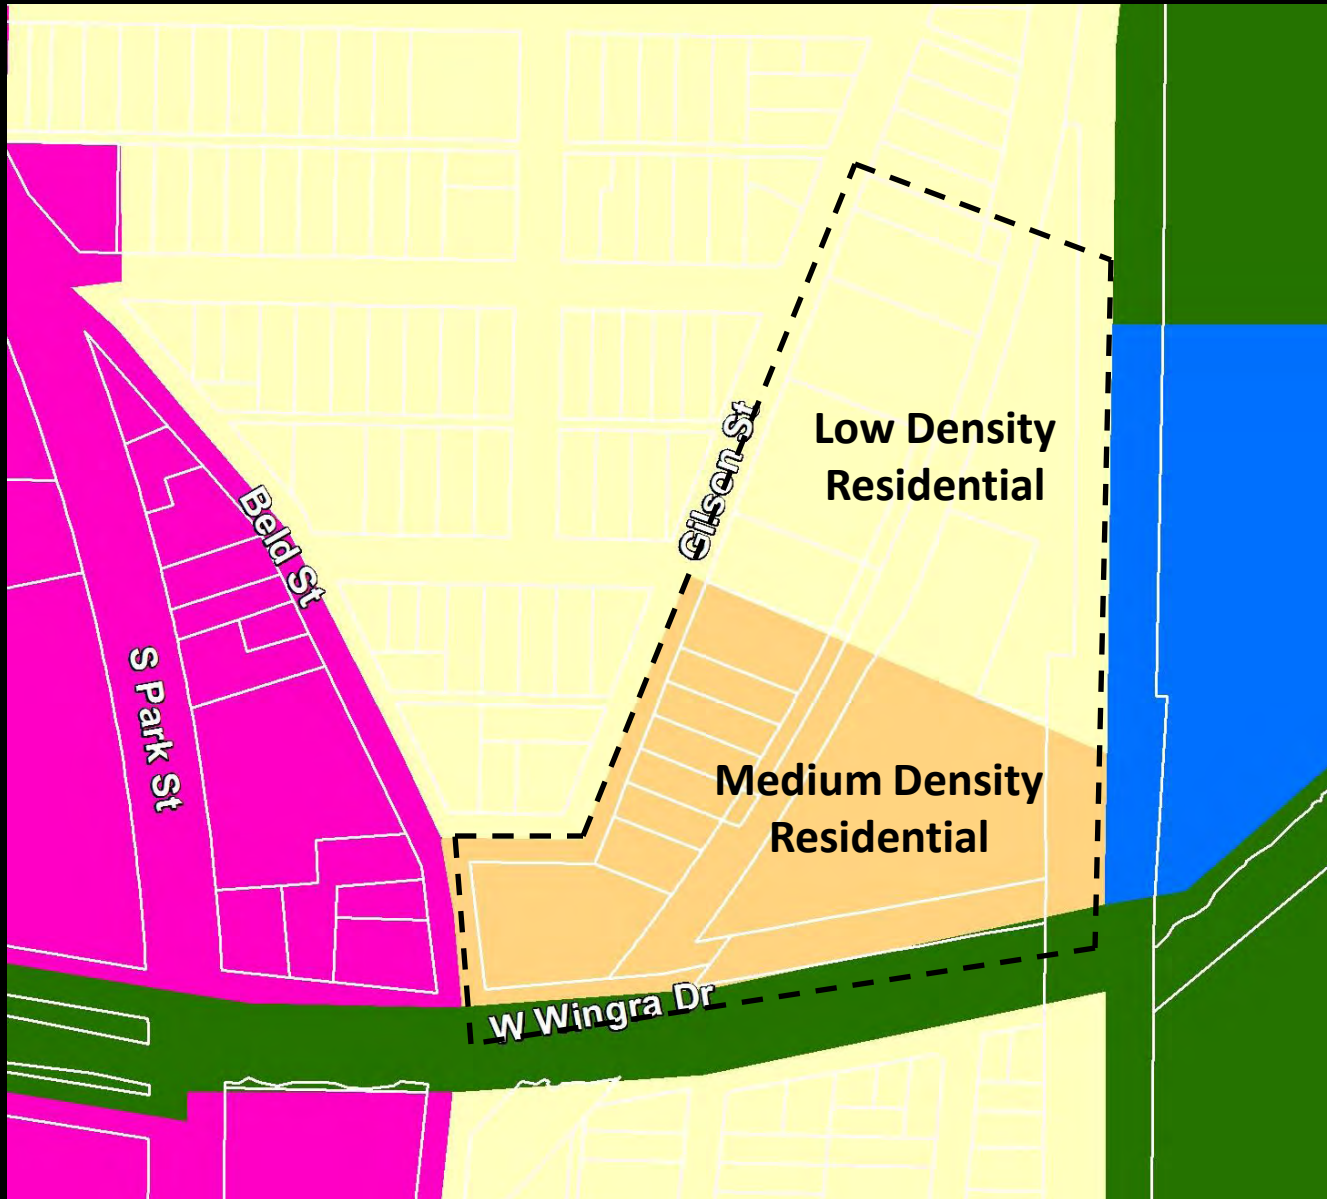 Gilson St
Low Density
Residential
Beld St
S Park St
Medium Density
Residential
W Wingra Dr